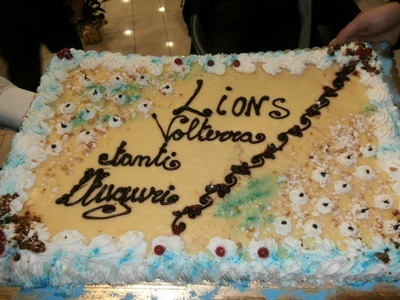 Lions
Volterra
tanti
Auguri